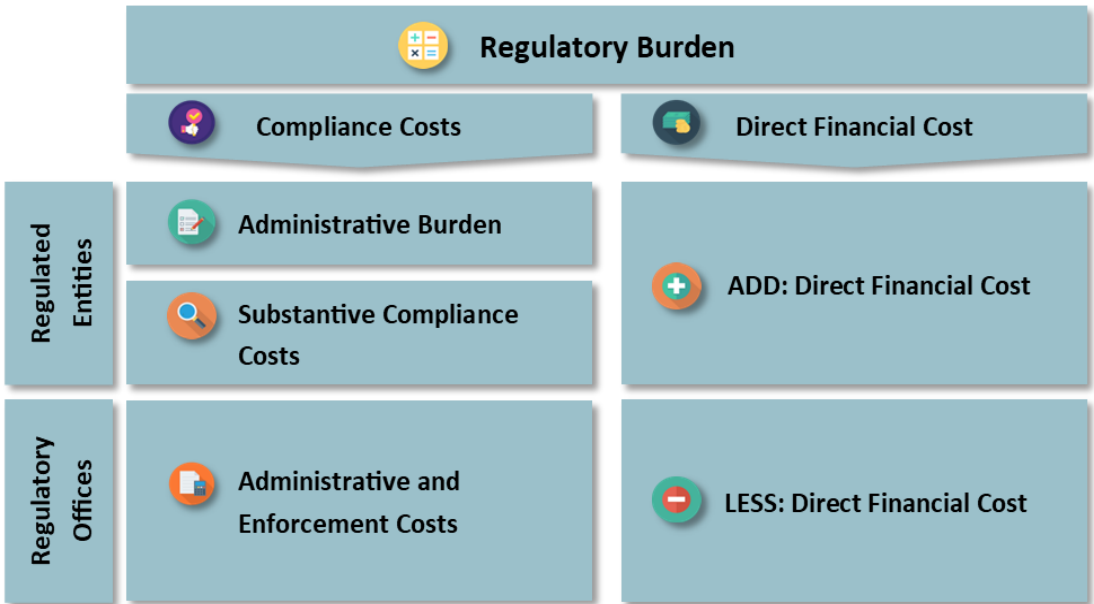 Regulatory Burden
Compliance Costs
Direct Financial Cost
Regulated
Entities
Administrative Burden
Substantive Compliance
Costs
ADD: Direct Financial Cost
Regulatory
Offices
Administrative and
Enforcement Costs
LESS: Direct Financial Cost